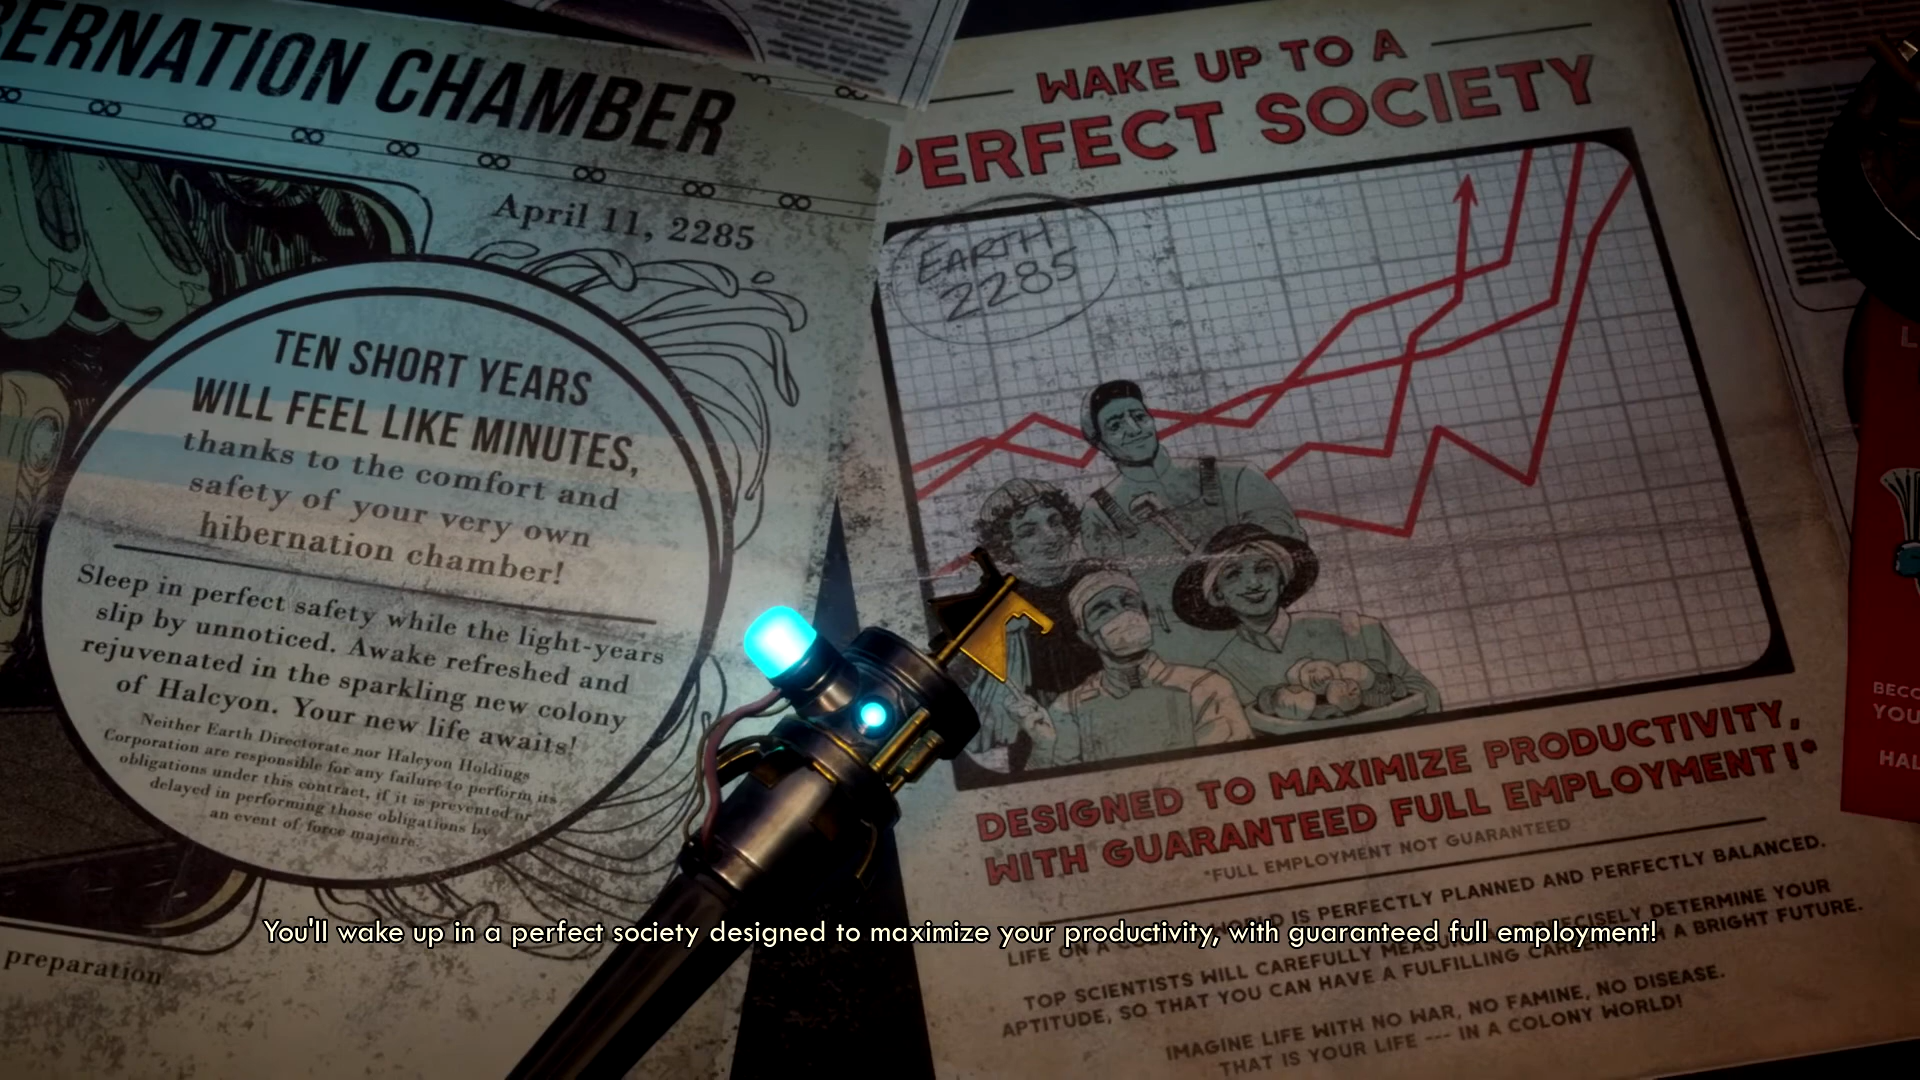 ERNATION CHAMBER
April 11, 2285
TEN SHORT YEARS
WILL FEEL LIKE MINUTES,
thanks to the comfort and
safety of your very own
hibernation chamber!
Sleep in perfect safety while the light-years
slip by unnoticed. Awake refreshed and
rejuvenated in the sparkling new colony
of Halcyon. Your new life awaits!
Neither Earth Directorate nor Halcyon Holdings
Corporation are responsible for any failure to perform its
obligations under this contract, if it is prevented or
delayed in performing those obligations by
an event of force majeure.
preparation
WAKE UP TO A
PERFECT SOCIETY
EARTH
2285
DESIGNED TO MAXIMIZE PRODUCTIVITY,
WITH GUARANTEED FULL EMPLOYMENT!*
*FULL EMPLOYMENT NOT GUARANTEED
LIFE ON A WORLD IS PERFECTLY PLANNED AND PERFECTLY BALANCED.
TOP SCIENTISTS WILL CAREFULLY MEASURE PRECISELY DETERMINE YOUR
APTITUDE, SO THAT YOU CAN HAVE A FULFILLING A BRIGHT FUTURE.
IMAGINE LIFE WITH NO WAR, NO FAMINE, NO DISEASE.
THAT IS YOUR LIFE --- IN A COLONY WORLD!
BECO
YOU
HAL
You'll wake up in a perfect society designed to maximize your productivity, with guaranteed full employment!